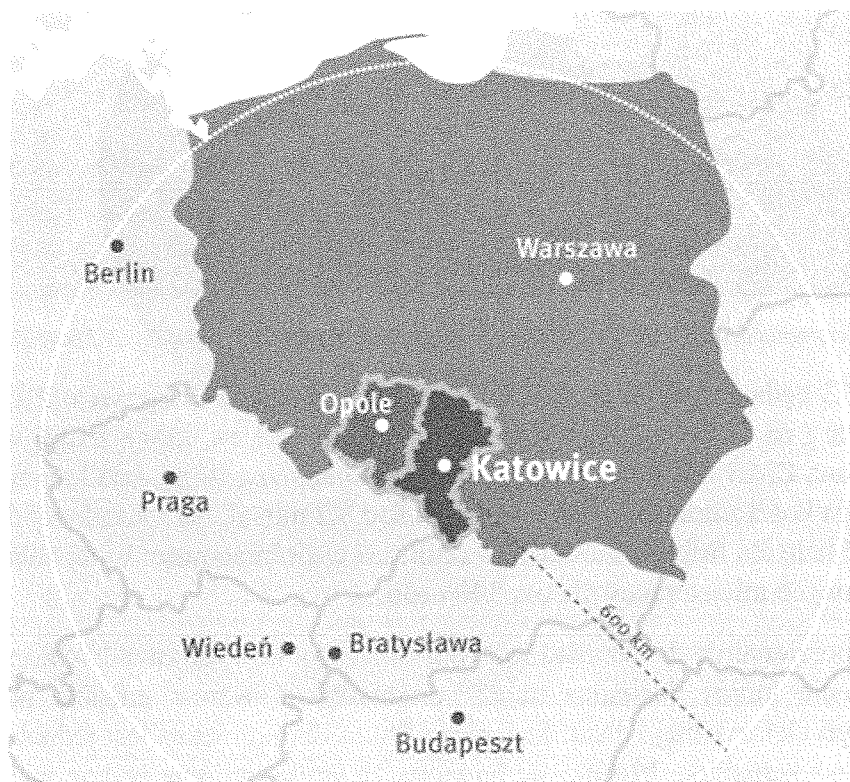 Warszawa
Berlin
Opole
Katowice
Praga
600 km
Wiedeń
Bratysława
Budapeszt